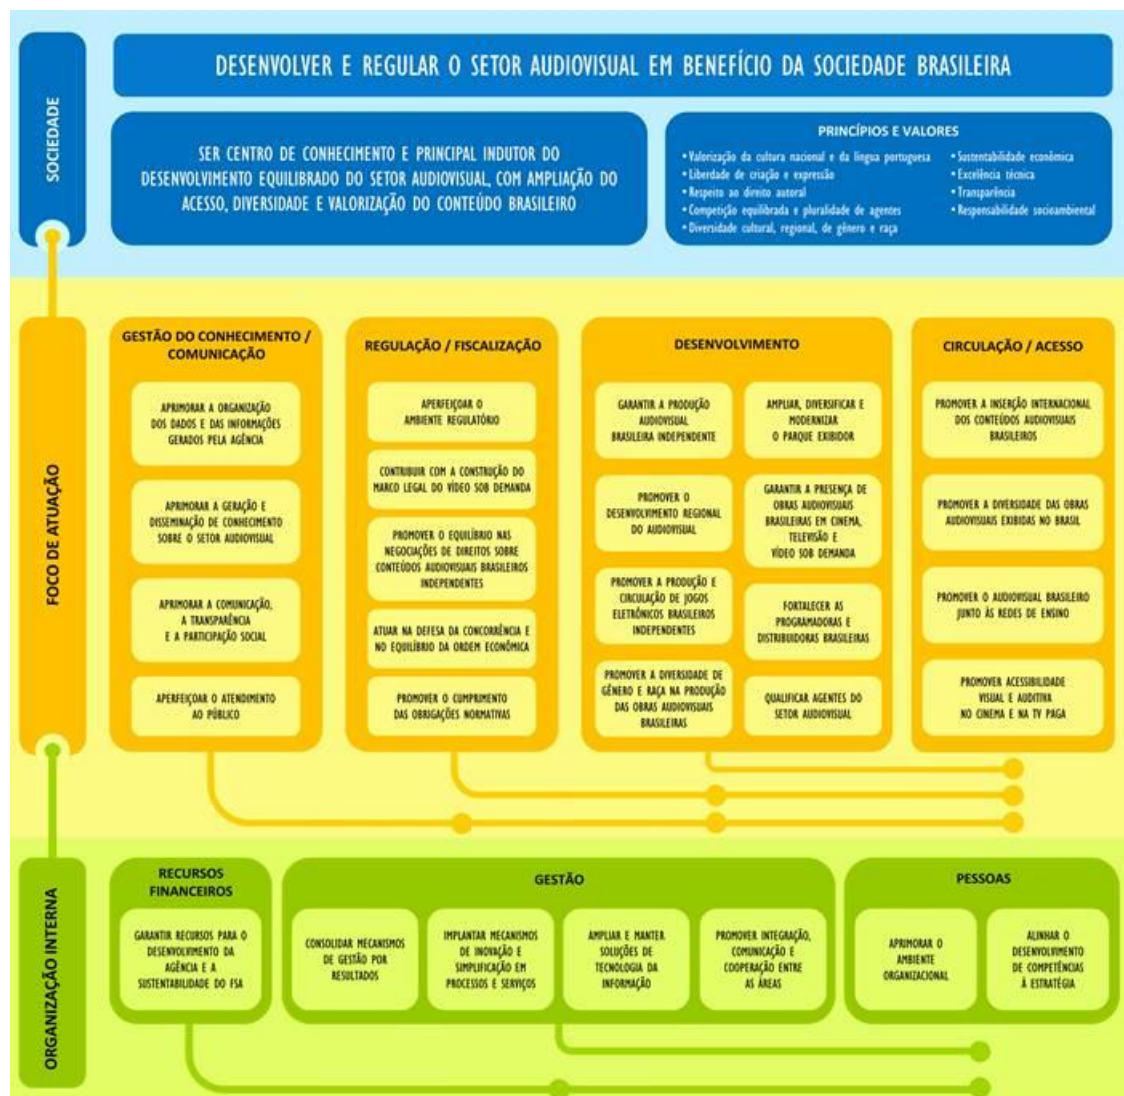 SOCIEDADE
DESENVOLVER E REGULAR O SETOR AUDIOVISUAL EM BENEFÍCIO DA SOCIEDADE BRASILEIRA
SER CENTRO DE CONHECIMENTO E PRINCIPAL INDUTOR DO
DESENVOLVIMENTO EQUILIBRADO DO SETOR AUDIOVISUAL, COM AMPLIAÇÃO DO
ACESSO, DIVERSIDADE E VALORIZAÇÃO DO CONTEÚDO BRASILEIRO
PRINCÍPIOS E VALORES
• Valorização da cultura nacional e da língua portuguesa
• Liberdade de criação e expressão
• Respeito ao direito autoral
• Competição equilibrada e pluralidade de agentes
• Diversidade cultural, regional, de gênero e raça
• Sustentabilidade econômica
• Excelência técnica
• Transparência
• Responsabilidade socioambiental
FOCO DE ATUAÇÃO
GESTÃO DO CONHECIMENTO /
COMUNICAÇÃO
APRIMORAR A ORGANIZAÇÃO
DOS DADOS E DAS INFORMAÇÕES
GERADOS PELA AGÊNCIA
APRIMORAR A GERAÇÃO E
DISSEMINAÇÃO DE CONHECIMENTO
SOBRE O SETOR AUDIOVISUAL
APRIMORAR A COMUNICAÇÃO,
A TRANSPARÊNCIA
E A PARTICIPAÇÃO SOCIAL
APERFEIÇOAR O ATENDIMENTO
AO PÚBLICO
REGULAÇÃO / FISCALIZAÇÃO
APERFEIÇOAR O
AMBIENTE REGULATÓRIO
CONTRIBUIR COM A CONSTRUÇÃO DO
MARCO LEGAL DO VÍDEO SOB DEMANDA
PROMOVER O EQUILÍBRIO NAS
NEGOCIAÇÕES DE DIREITOS SOBRE
CONTEÚDOS AUDIOVISUAIS BRASILEIROS
INDEPENDENTES
ATUAR NA DEFESA DA CONCORRÊNCIA E
NO EQUILÍBRIO DA ORDEM ECONÔMICA
PROMOVER O CUMPRIMENTO
DAS OBRIGAÇÕES NORMATIVAS
DESENVOLVIMENTO
GARANTIR A PRODUÇÃO
AUDIOVISUAL
BRASILEIRA INDEPENDENTE
PROMOVER O
DESENVOLVIMENTO REGIONAL
DO AUDIOVISUAL
PROMOVER A PRODUÇÃO E
CIRCULAÇÃO DE JOGOS
ELETRÔNICOS BRASILEIROS
INDEPENDENTES
PROMOVER A DIVERSIDADE DE
GÊNERO E RAÇA NA PRODUÇÃO
DAS OBRAS AUDIOVISUAIS
BRASILEIRAS
AMPLIAR, DIVERSIFICAR E
MODERNIZAR
O PARQUE EXIBIDOR
GARANTIR A PRESENÇA DE
OBRAS AUDIOVISUAIS
BRASILEIRAS EM CINEMA,
TELEVISÃO E
VÍDEO SOB DEMANDA
FORTALECER AS
PROGRAMADORAS E
DISTRIBUIDORAS BRASILEIRAS
QUALIFICAR AGENTES DO
SETOR AUDIOVISUAL
CIRCULAÇÃO / ACESSO
PROMOVER A INSERÇÃO INTERNACIONAL
DOS CONTEÚDOS AUDIOVISUAIS
BRASILEIROS
PROMOVER A DIVERSIDADE DAS OBRAS
AUDIOVISUAIS EXIBIDAS NO BRASIL
PROMOVER O AUDIOVISUAL BRASILEIRO
JUNTO ÀS REDES DE ENSINO
PROMOVER ACESSIBILIDADE
VISUAL E AUDITIVA
NO CINEMA E NA TV PAGA
ORGANIZAÇÃO INTERNA
RECURSOS
FINANCEIROS
GARANTIR RECURSOS PARA O
DESENVOLVIMENTO DA
AGÊNCIA E A
SUSTENTABILIDADE DO FSA
GESTÃO
CONSOLIDAR MECANISMOS
DE GESTÃO POR
RESULTADOS
IMPLANTAR MECANISMOS
DE INOVAÇÃO E
SIMPLIFICAÇÃO EM
PROCESSOS E SERVIÇOS
AMPLIAR E MANTER
SOLUÇÕES DE
TECNOLOGIA DA
INFORMAÇÃO
PROMOVER INTEGRAÇÃO,
COMUNICAÇÃO E
COOPERAÇÃO ENTRE
AS ÁREAS
PESSOAS
APRIMORAR O
AMBIENTE
ORGANIZACIONAL
ALINHAR O
DESENVOLVIMENTO
DE COMPETÊNCIAS
À ESTRATÉGIA